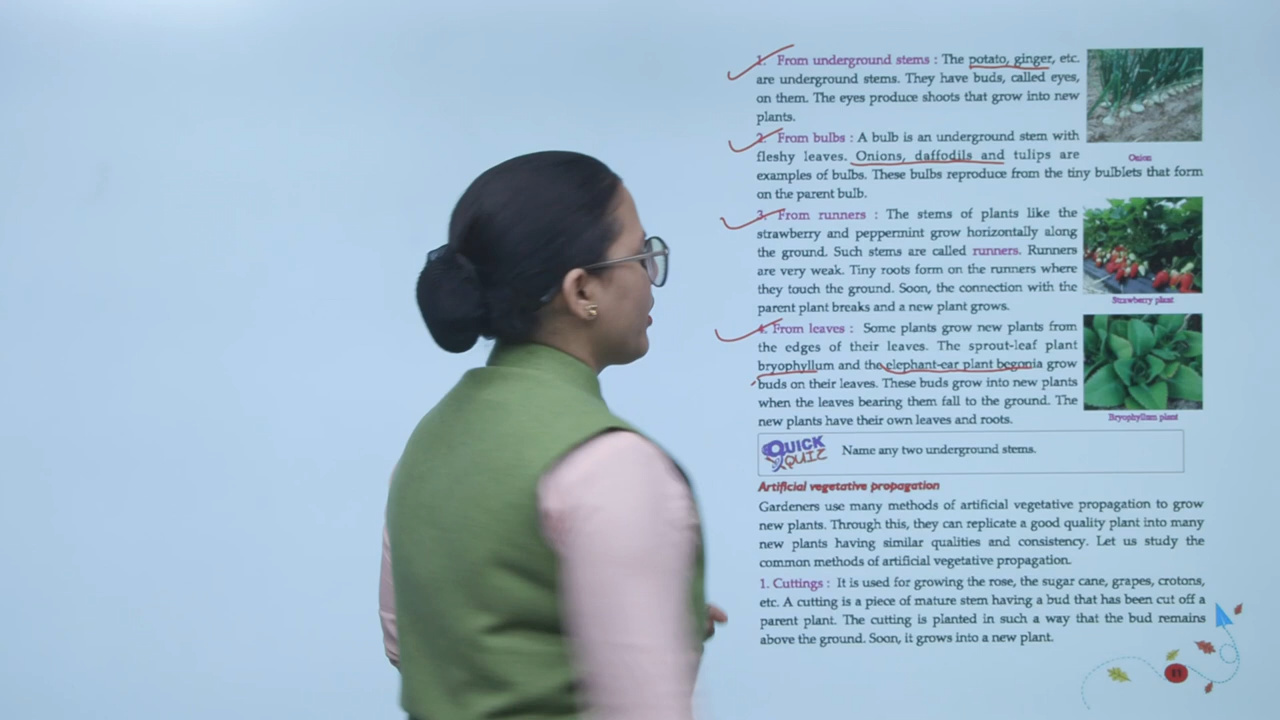 1. From underground stems : The potato, ginger, etc.
are underground stems. They have buds, called eyes,
on them. The eyes produce shoots that grow into new
plants.
2. From bulbs : A bulb is an underground stem with
fleshy leaves. Onions, daffodils and tulips are
examples of bulbs. These bulbs reproduce from the tiny bulblets that form
on the parent bulb.
Onion
3. From runners : The stems of plants like the
strawberry and peppermint grow horizontally along
the ground. Such stems are called runners. Runners
are very weak. Tiny roots form on the runners where
they touch the ground. Soon, the connection with the
parent plant breaks and a new plant grows.
Strawberry plant
4. From leaves : Some plants grow new plants from
the edges of their leaves. The sprout-leaf plant
bryophyllum and the elephant-ear plant begonia grow
buds on their leaves. These buds grow into new plants
when the leaves bearing them fall to the ground. The
new plants have their own leaves and roots.
Bryophyllum plant
QUICK
QUIZ
Name any two underground stems.
Artificial vegetative propagation
Gardeners use many methods of artificial vegetative propagation to grow
new plants. Through this, they can replicate a good quality plant into many
new plants having similar qualities and consistency. Let us study the
common methods of artificial vegetative propagation.
1. Cuttings : It is used for growing the rose, the sugar cane, grapes, crotons,
etc. A cutting is a piece of mature stem having a bud that has been cut off a
parent plant. The cutting is planted in such a way that the bud remains
above the ground. Soon, it grows into a new plant.